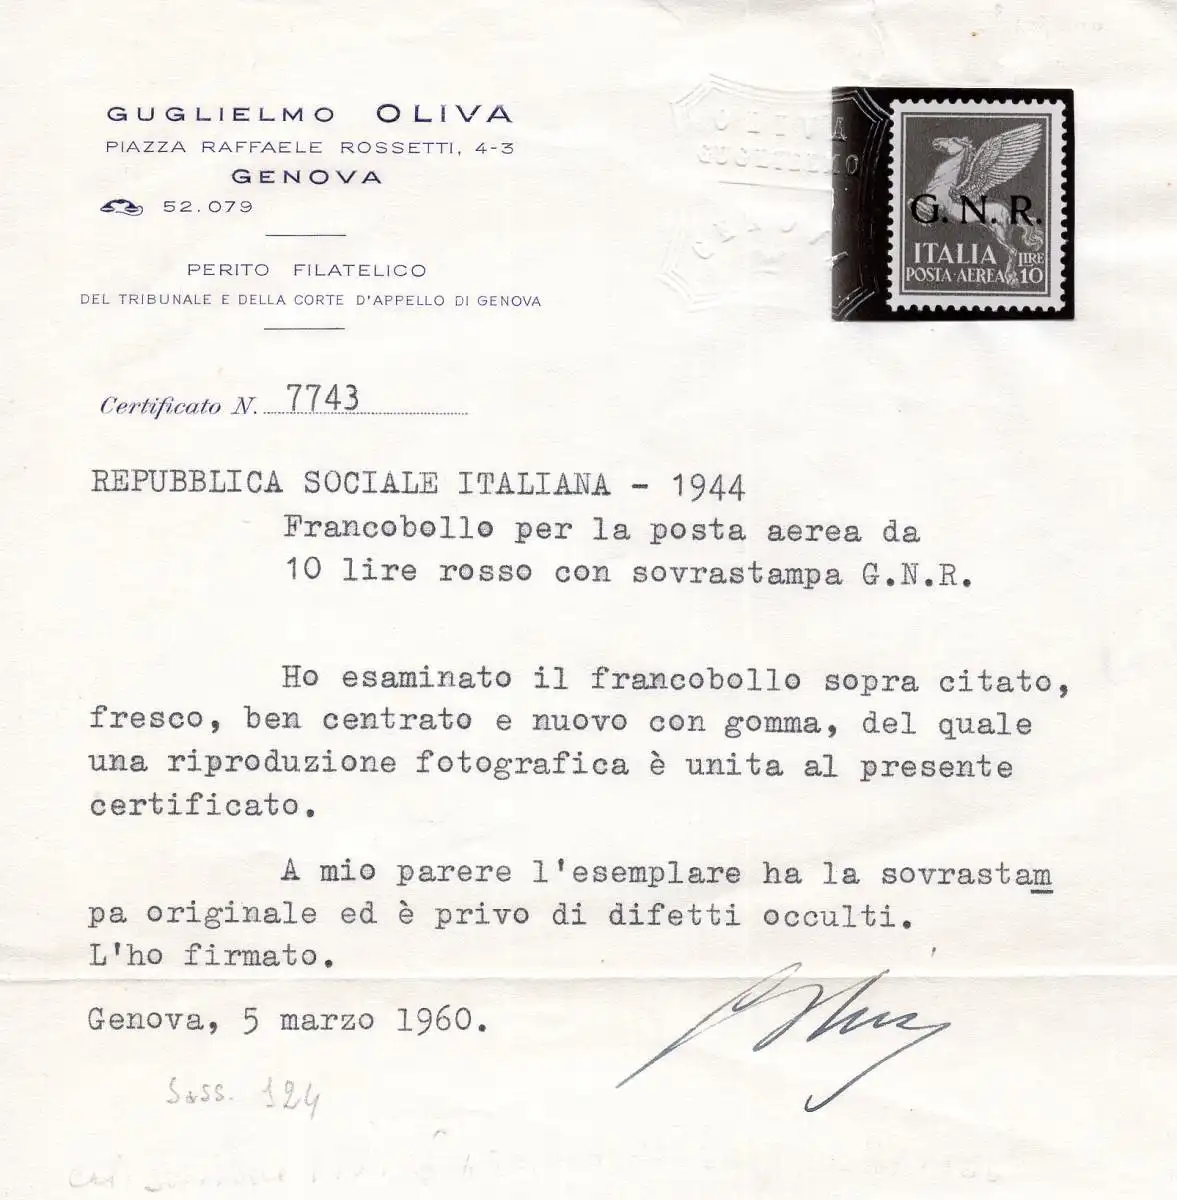 GUGLIELMO OLIVA
PIAZZA RAFFAELE ROSSETTI, 4-3
GENOVA
52.079
PERITO FILATELICO
DEL TRIBUNALE E DELLA CORTE D'APPELLO DI GENOVA
OLIVA
GUGLIELMO
G. N. R.
ITALIA LIRE
POSTA·AEREA 10
Certificato N. 7743
REPUBBLICA SOCIALE ITALIANA - 1944
Francobollo per la posta aerea da
10 lire rosso con sovrastampa G.N.R.
Ho esaminato il francobollo sopra citato,
fresco, ben centrato e nuovo con gomma, del quale
una riproduzione fotografica è unita al presente
certificato.
A mio parere l'esemplare ha la sovrastam
pa originale ed è privo di difetti occulti.
L'ho firmato.
Genova, 5 marzo 1960.
Sass. 124